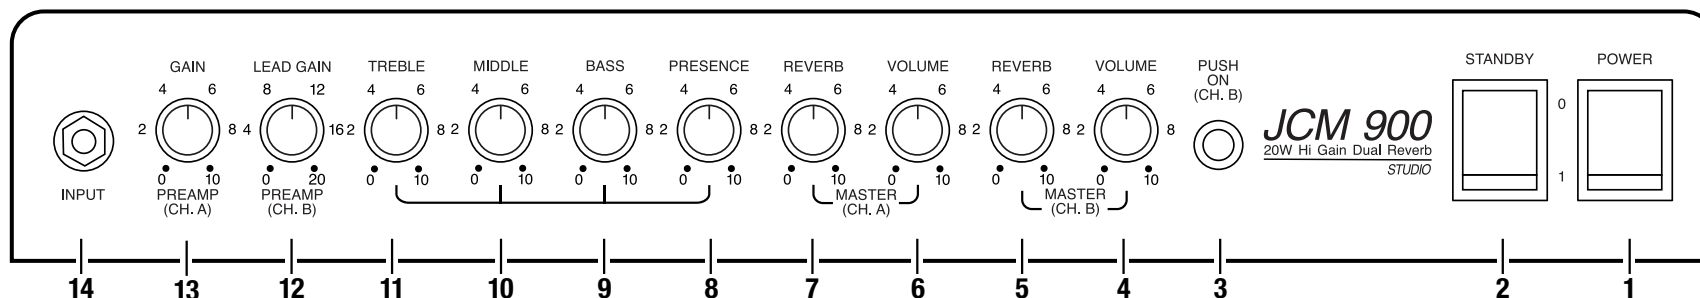 GAIN LEAD GAIN TREBLE MIDDLE BASS PRESENCE REVERB VOLUME REVERB VOLUME PUSH ON (CH. B) STANDBY POWER
4 6 8 12 4 6 4 6 4 6 4 6 4 6 4 6 4 6 4 6
2 8 4 16 2 8 2 8 2 8 2 8 2 8 2 8 2 8 2 8
0 10 0 20 0 10 0 10 0 10 0 10 0 10 0 10 0 10 0 10
INPUT
PREAMP (CH. A)
PREAMP (CH. B)
MASTER (CH. A)
MASTER (CH. B)
JCM 900
20W Hi Gain Dual Reverb
STUDIO
0
1
14 13 12 11 10 9 8 7 6 5 4 3 2 1